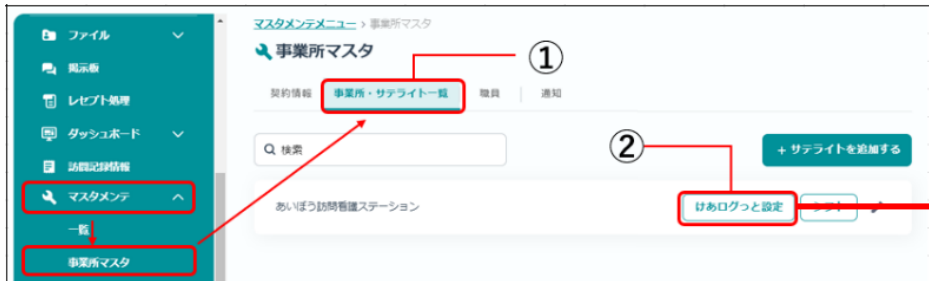 ファイル
掲示板
レセプト処理
ダッシュボード
訪問記録情報
マスタメンテ
一覧
事業所マスタ
マスタメンテメニュー > 事業所マスタ
事業所マスタ
①
契約情報 事業所・サテライト一覧 職員 通知
検索
②
+ サテライトを追加する
あいぼう訪問看護ステーション
けあログっと設定